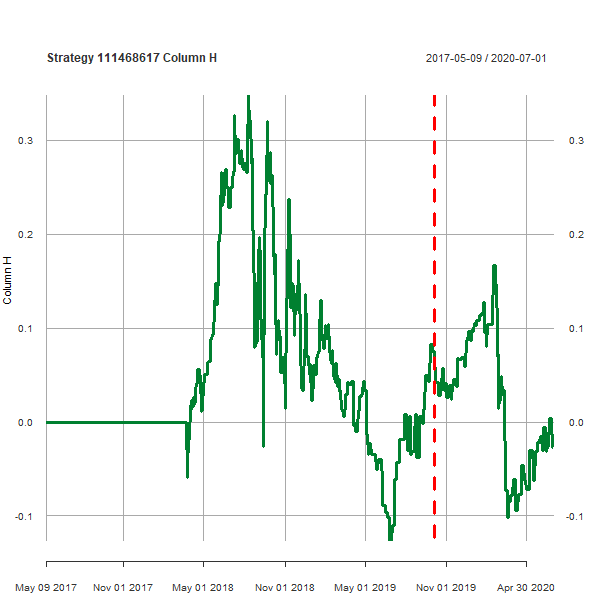 Strategy 111468617 Column H
2017-05-09 / 2020-07-01
0.3
0.3
0.2
0.2
Column H
0.1
0.1
0.0
0.0
-0.1
-0.1
May 09 2017
Nov 01 2017
May 01 2018
Nov 01 2018
May 01 2019
Nov 01 2019
Apr 30 2020